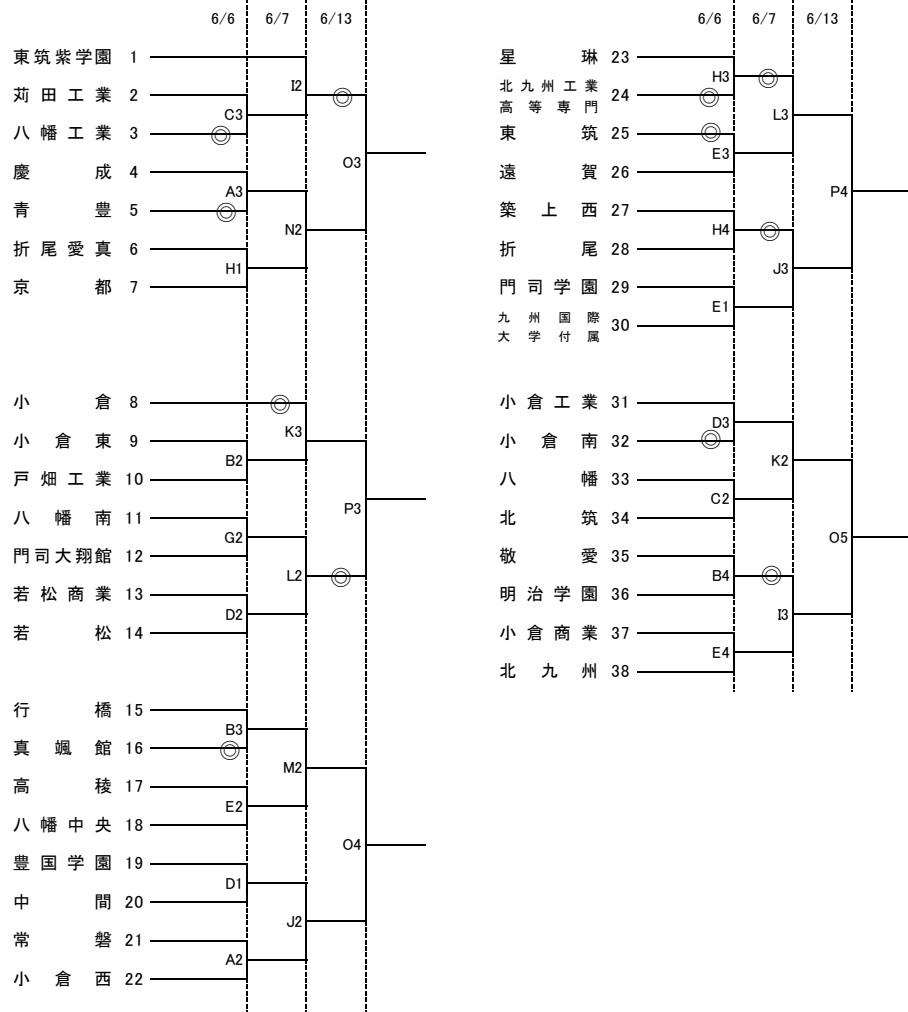 6/6 6/7 6/13
東筑紫学園 1
I2
苅田工業 2
◎
C3
八幡工業 3
◎
O3
慶成 4
A3
青豊 5
◎
N2
折尾愛真 6
H1
京都 7
小倉 8
◎
K3
小倉東 9
B2
戸畑工業 10
P3
八幡南 11
G2
門司大翔館 12
L2
◎
若松商業 13
D2
若松 14
行橋 15
B3
真颯館 16
◎
M2
高稜 17
E2
八幡中央 18
O4
豊国学園 19
D1
中間 20
J2
常磐 21
A2
小倉西 22
6/6 6/7 6/13
星琳 23
H3
◎
北九州工業
高等専門
24
◎
L3
東筑 25
◎
E3
遠賀 26
P4
築上西 27
H4
◎
折尾 28
J3
門司学園 29
E1
九州国際
大学付属
30
小倉工業 31
D3
小倉南 32
◎
K2
八幡 33
C2
北筑 34
O5
敬愛 35
B4
◎
明治学園 36
I3
小倉商業 37
E4
北九州 38